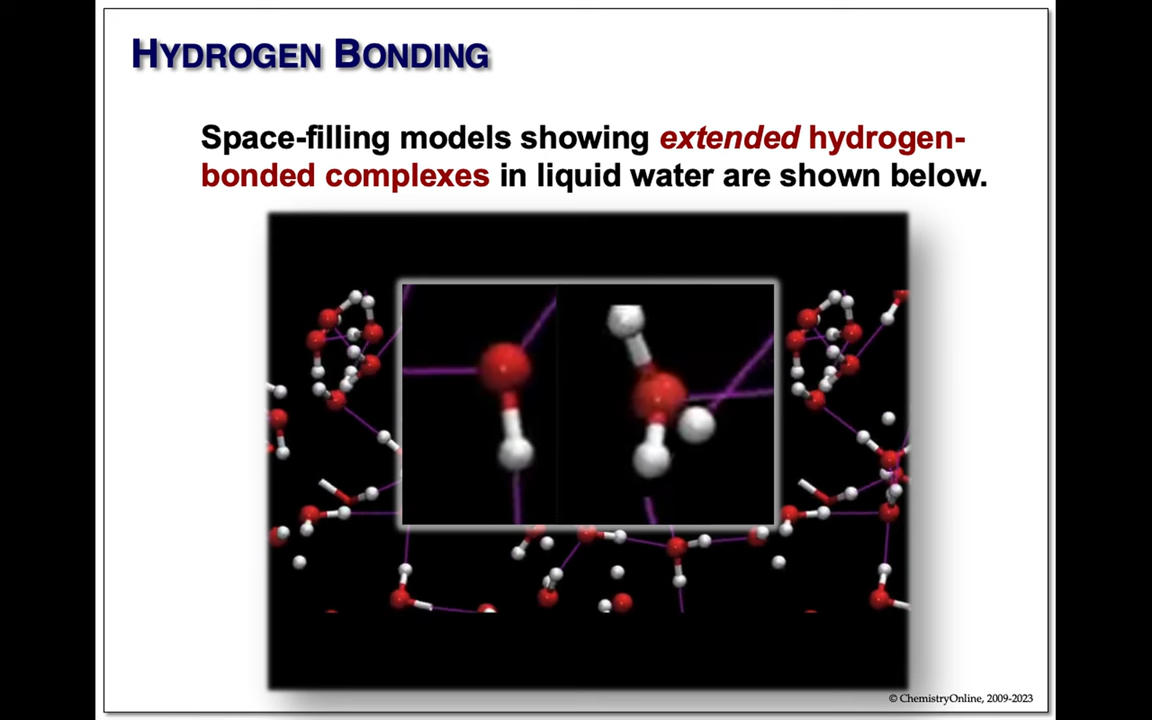 HYDROGEN BONDING
Space-filling models showing extended hydrogen-
bonded complexes in liquid water are shown below.
© ChemistryOnline, 2009-2023